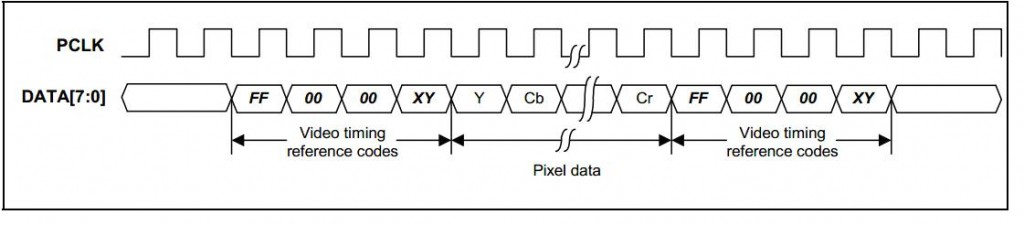 PCLK
DATA[7:0] FF 00 00 XY Y Cb Cr FF 00 00 XY
Video timing Video timing
reference codes reference codes
Pixel data